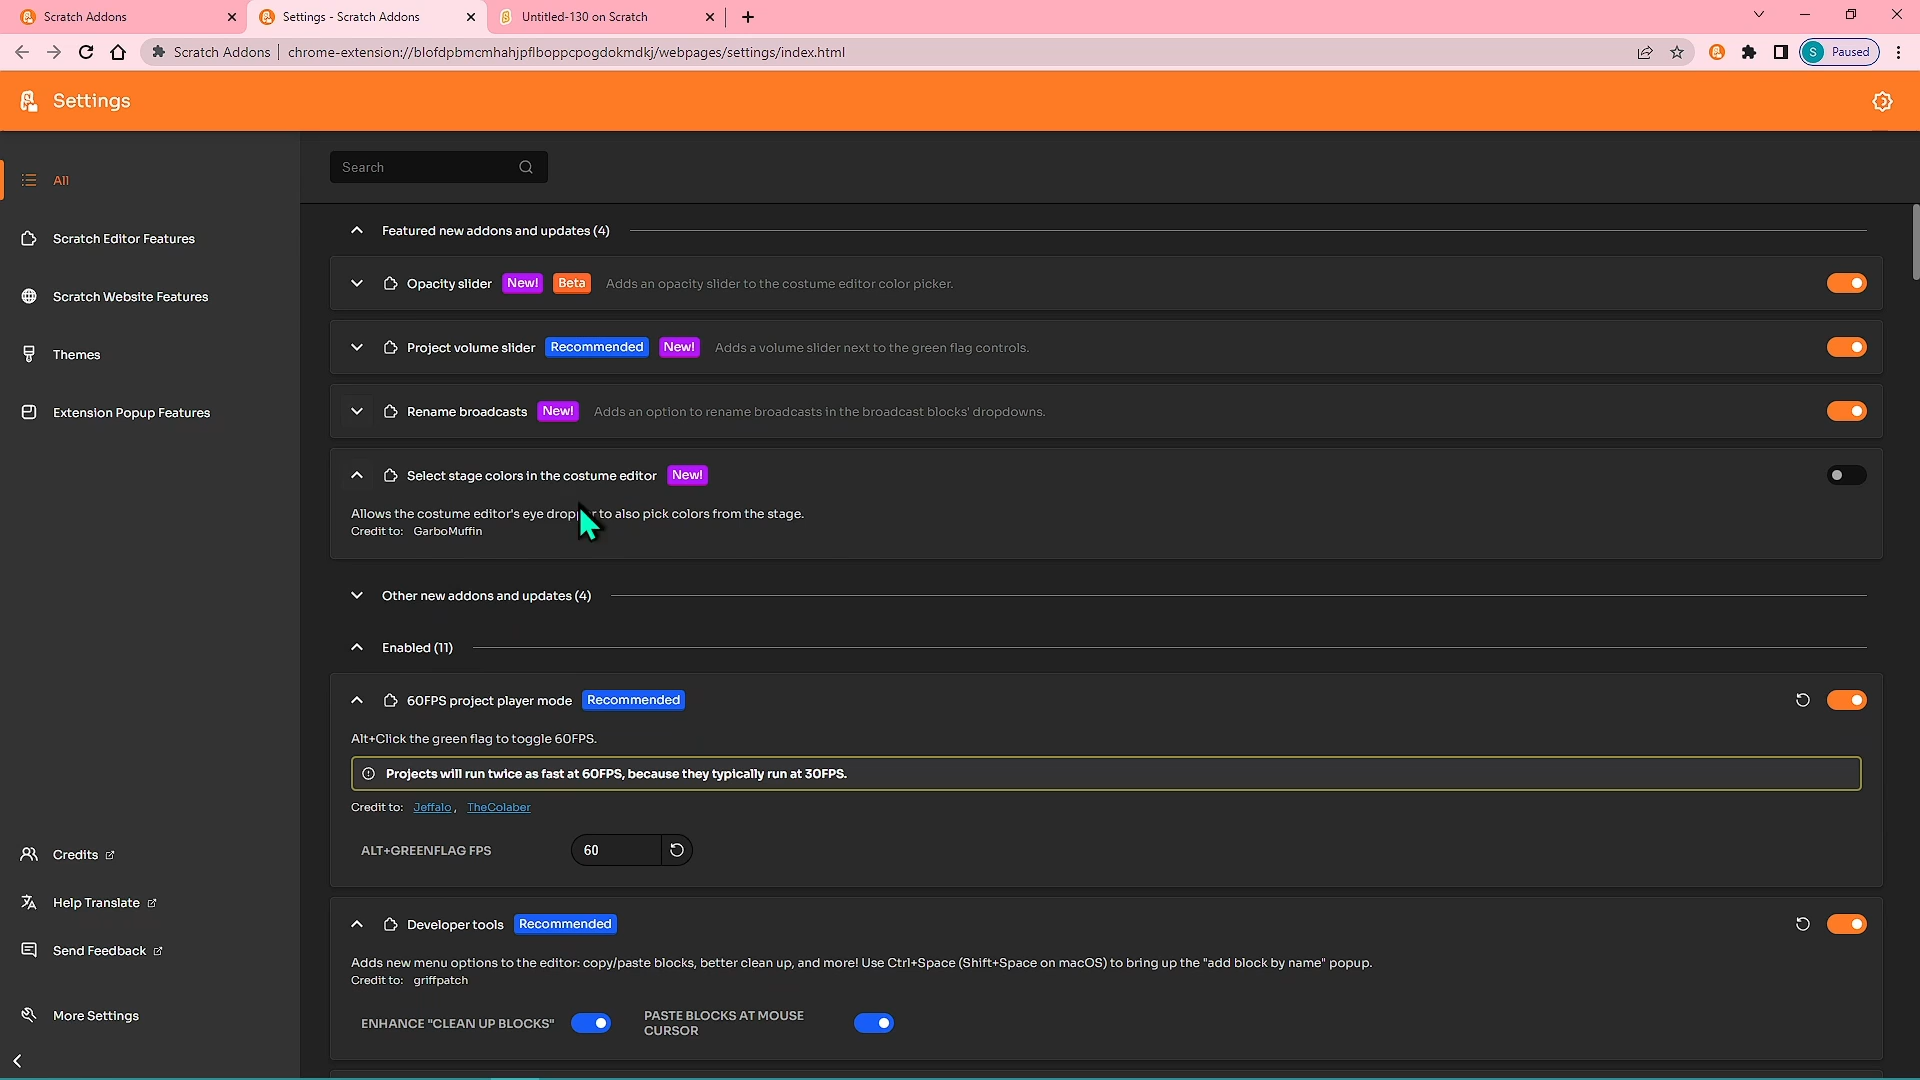 Scratch Addons
Settings - Scratch Addons
Untitled-130 on Scratch
Scratch Addons
chrome-extension://blofdpbmcmhahjpflboppcpogdokmdkj/webpages/settings/index.html
S Paused
Settings
All
Scratch Editor Features
Scratch Website Features
Themes
Extension Popup Features
Credits
Help Translate
Send Feedback
More Settings
Search
Featured new addons and updates (4)
Opacity slider New! Beta Adds an opacity slider to the costume editor color picker.
Project volume slider Recommended New! Adds a volume slider next to the green flag controls.
Rename broadcasts New! Adds an option to rename broadcasts in the broadcast blocks' dropdowns.
Select stage colors in the costume editor New!
Allows the costume editor's eye to also pick colors from the stage.
Credit to: GarboMuffin
Other new addons and updates (4)
Enabled (11)
60FPS project player mode Recommended
Alt+Click the green flag to toggle 60FPS.
Projects will run twice as fast at 60FPS, because they typically run at 30FPS.
Credit to: Jeffalo, TheColaber
ALT+GREENFLAG FPS 60
Developer tools Recommended
Adds new menu options to the editor: copy/paste blocks, better clean up, and more! Use Ctrl+Space (Shift+Space on macOS) to bring up the "add block by name" popup.
Credit to: griffpatch
ENHANCE "CLEAN UP BLOCKS"
PASTE BLOCKS AT MOUSE
CURSOR